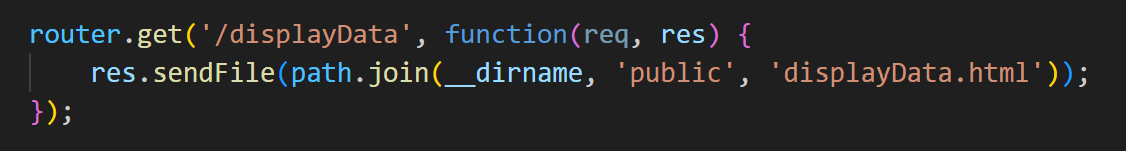 router.get('/displayData', function(req, res) {
    res.sendFile(path.join(__dirname, 'public', 'displayData.html'));
});